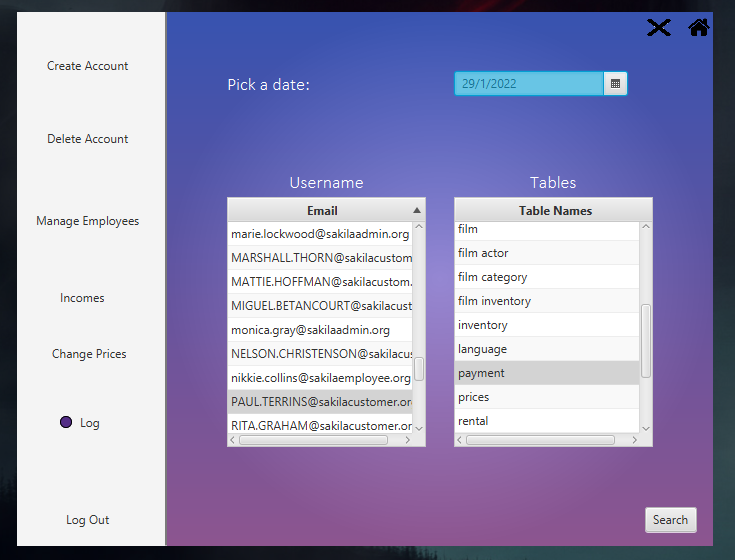 Create Account
Delete Account
Manage Employees
Incomes
Change Prices
Log
Log Out
Pick a date:
29/1/2022
Username
Email
marie.lockwood@sakilaadmin.org
MARSHALL.THORN@sakilacustom
MATTIE.HOFFMAN@sakilacustom.
MIGUEL.BETANCOURT@sakilacust
monica.gray@sakilaadmin.org
NELSON.CHRISTENSON@sakilacus
nikkie.collins@sakilaemployee.org
PAUL.TERRINS@sakilacustomer.or
RITA.GRAHAM@sakilacustomer.or
Tables
Table Names
film
film actor
film category
film inventory
inventory
language
payment
prices
rental
Search